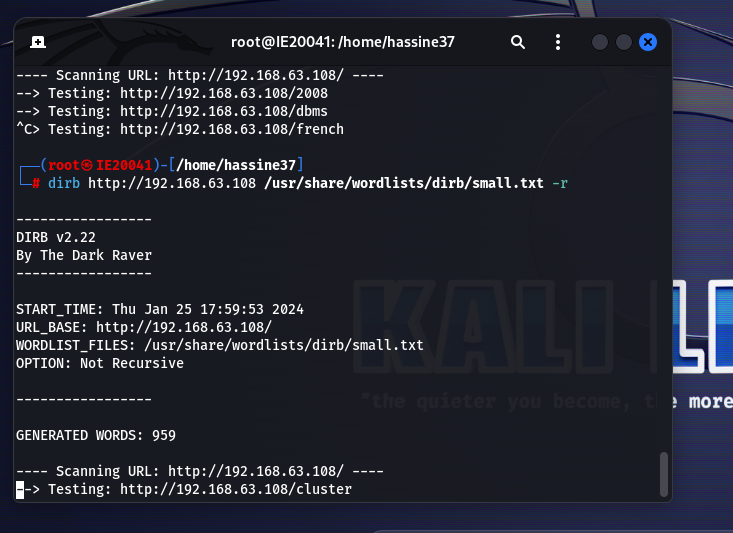 root@IE20041: /home/hassine37
---- Scanning URL: http://192.168.63.108/ ----
--> Testing: http://192.168.63.108/2008
--> Testing: http://192.168.63.108/dbms
^C> Testing: http://192.168.63.108/french
┌──(root㉿IE20041)-[/home/hassine37]
└─# dirb http://192.168.63.108 /usr/share/wordlists/dirb/small.txt -r
-----------------
DIRB v2.22
By The Dark Raver
-----------------
START_TIME: Thu Jan 25 17:59:53 2024
URL_BASE: http://192.168.63.108/
WORDLIST_FILES: /usr/share/wordlists/dirb/small.txt
OPTION: Not Recursive
-----------------
GENERATED WORDS: 959
---- Scanning URL: http://192.168.63.108/ ----
--> Testing: http://192.168.63.108/cluster
KALI
"the quieter you become, the more